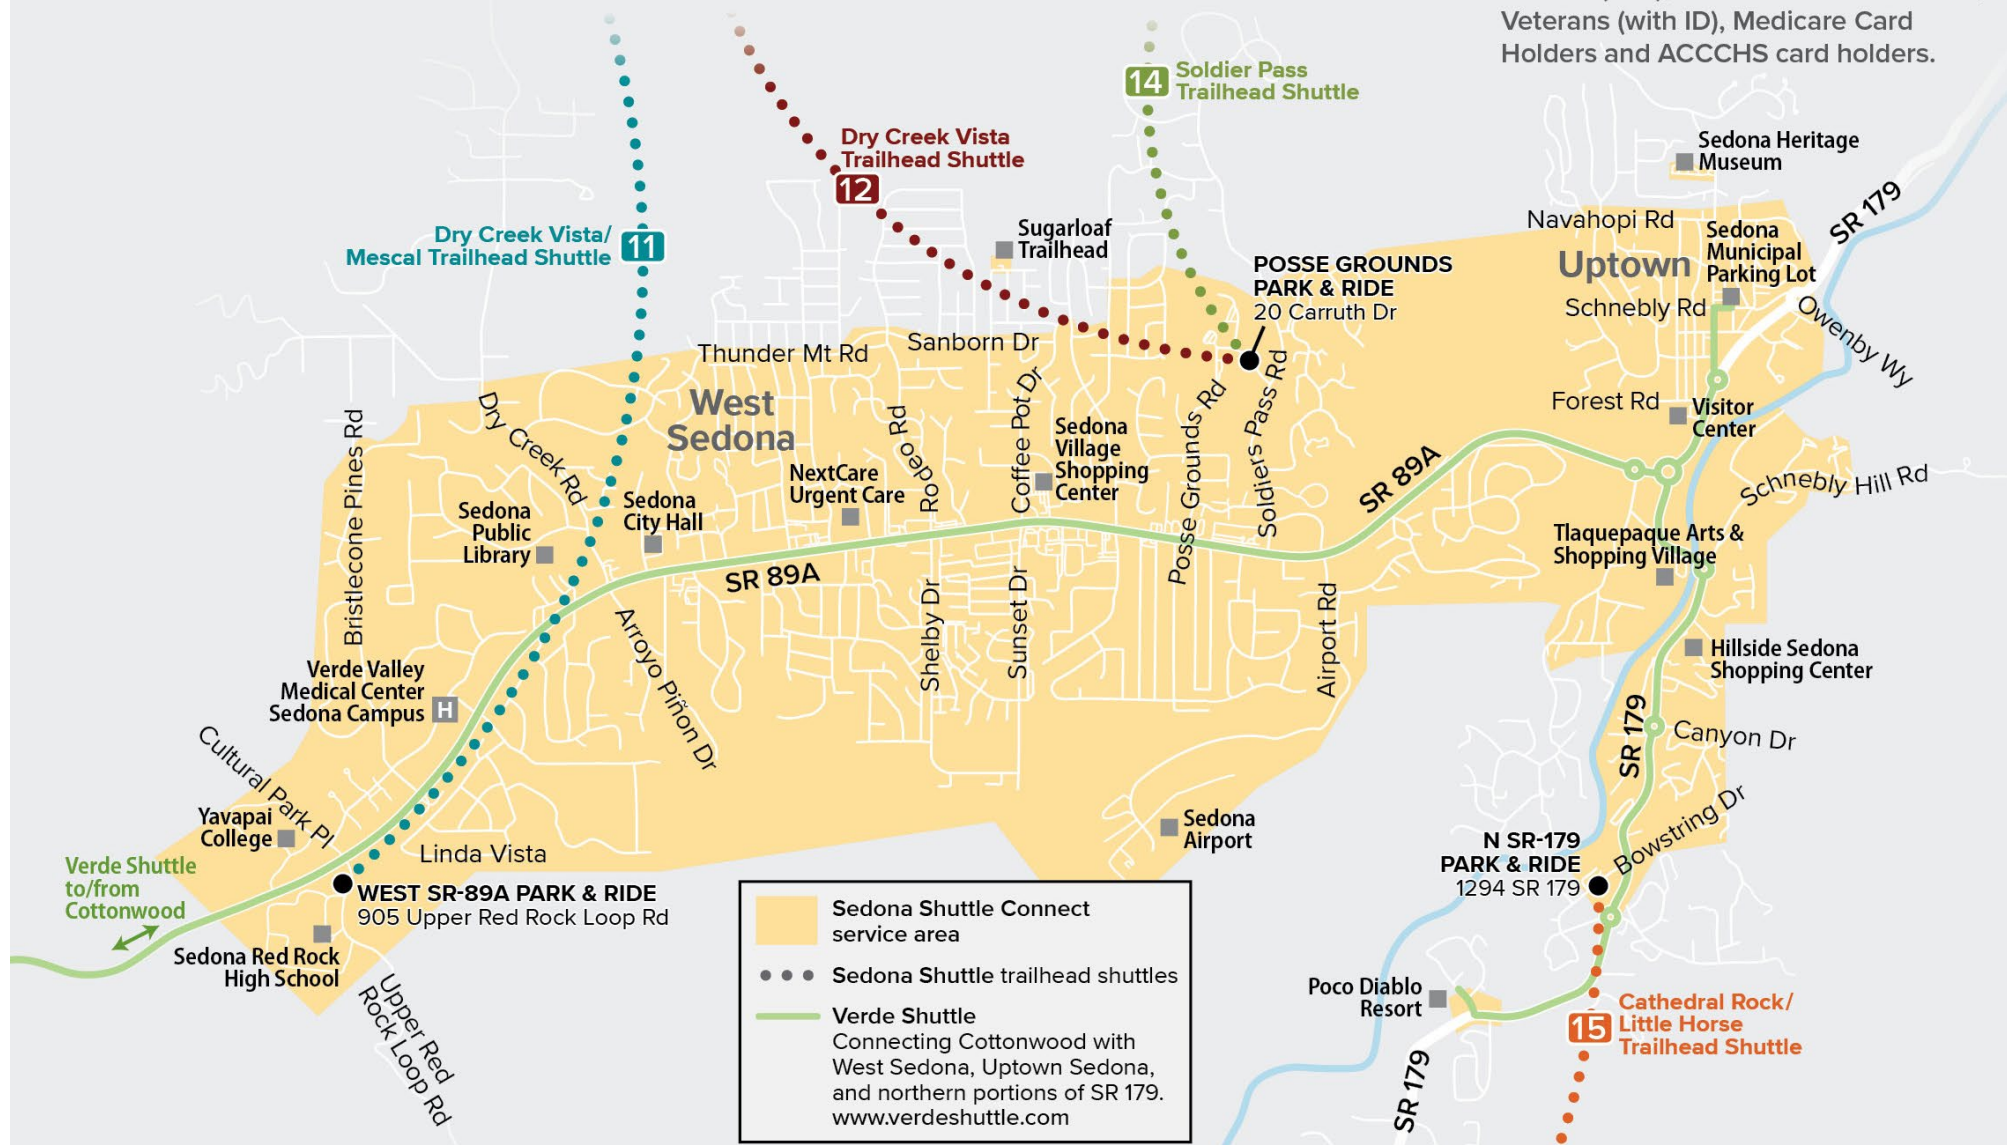 Veterans (with ID), Medicare Card
Holders and ACCCHS card holders.
14
Soldier Pass
Trailhead Shuttle
Dry Creek Vista
Trailhead Shuttle
12
Sedona Heritage
Museum
Dry Creek Vista/
Mescal Trailhead Shuttle
11
Sugarloaf
Trailhead
POSSE GROUNDS
PARK & RIDE
20 Carruth Dr
Navahopi Rd
Uptown
Sedona
Municipal
Parking Lot
SR 179
Schnebly Rd
Owenby Wy
Thunder Mt Rd
Sanborn Dr
West
Sedona
Forest Rd
Visitor
Center
Bristlecone Pines Rd
Dry Creek Rd
Rodeo Rd
Coffee Pot Dr
Sedona
Village
Shopping
Center
Posse Grounds Rd
Soldiers Pass Rd
SR 89A
Schnebly Hill Rd
NextCare
Urgent Care
Sedona
City Hall
Sedona
Public
Library
Tlaquepaque Arts &
Shopping Village
SR 89A
Arroyo Piñon Dr
Shelby Dr
Sunset Dr
Airport Rd
Hillside Sedona
Shopping Center
Verde Valley
Medical Center
Sedona Campus
H
SR 179
Canyon Dr
Cultural Park Pl
Yavapai
College
Linda Vista
Sedona
Airport
Bowstring Dr
N SR-179
PARK & RIDE
1294 SR 179
Verde Shuttle
to/from
Cottonwood
WEST SR-89A PARK & RIDE
905 Upper Red Rock Loop Rd
Sedona Red Rock
High School
Upper Red
Rock Loop Rd
Sedona Shuttle Connect
service area
Sedona Shuttle trailhead shuttles
Verde Shuttle
Connecting Cottonwood with
West Sedona, Uptown Sedona,
and northern portions of SR 179.
www.verdeshuttle.com
Poco Diablo
Resort
SR 179
15
Cathedral Rock/
Little Horse
Trailhead Shuttle